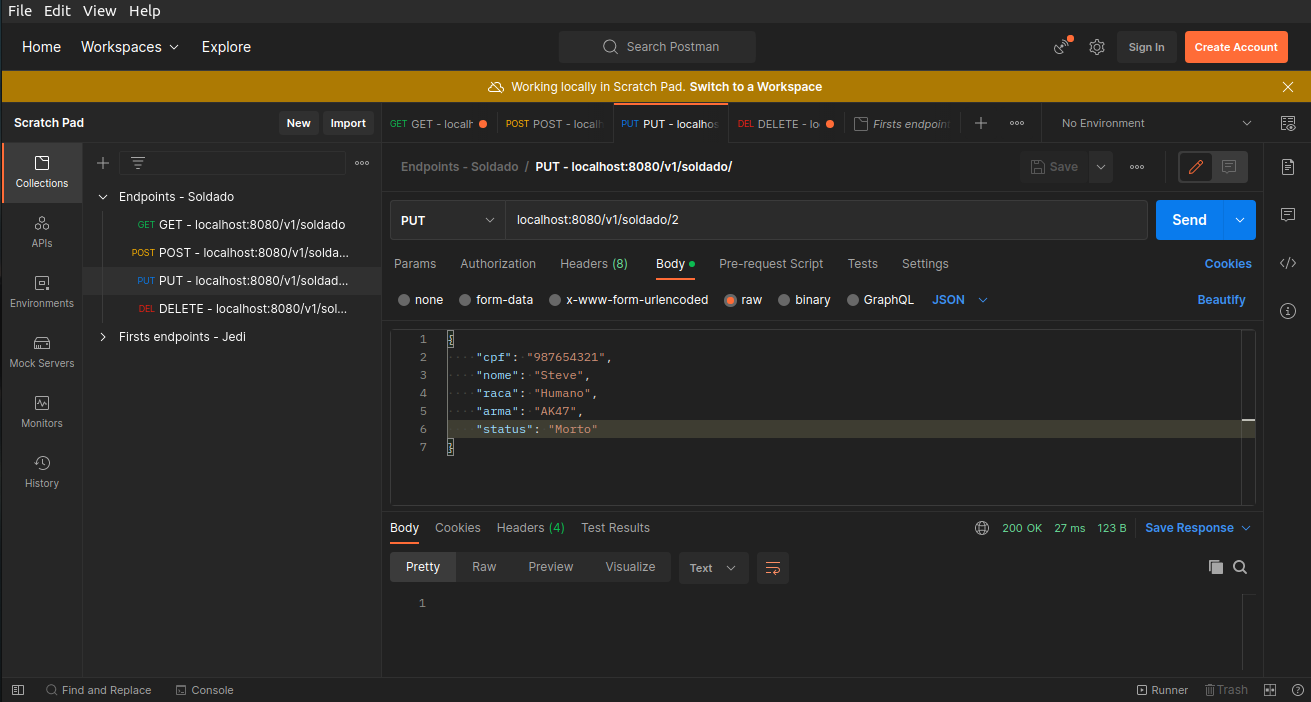 File Edit View Help
Home Workspaces Explore Search Postman Sign In Create Account
Working locally in Scratch Pad. Switch to a Workspace
Scratch Pad New Import
GET GET - localh POST POST - localh PUT PUT - localhos DEL DELETE - lo Firsts endpoint No Environment
Collections
APIs
Environments
Mock Servers
Monitors
History
Endpoints - Soldado
GET GET - localhost:8080/v1/soldado
POST POST - localhost:8080/v1/solda...
PUT PUT - localhost:8080/v1/soldad...
DEL DELETE - localhost:8080/v1/sol...
Firsts endpoints - Jedi
Endpoints - Soldado / PUT - localhost:8080/v1/soldado/ Save
PUT localhost:8080/v1/soldado/2 Send
Params Authorization Headers (8) Body Pre-request Script Tests Settings Cookies
none form-data x-www-form-urlencoded raw binary GraphQL JSON Beautify
1 {
2 "cpf": "987654321",
3 "nome": "Steve",
4 "raca": "Humano",
5 "arma": "AK47",
6 "status": "Morto"
7 }
Body Cookies Headers (4) Test Results 200 OK 27 ms 123 B Save Response
Pretty Raw Preview Visualize Text
1
Find and Replace Console Runner Trash